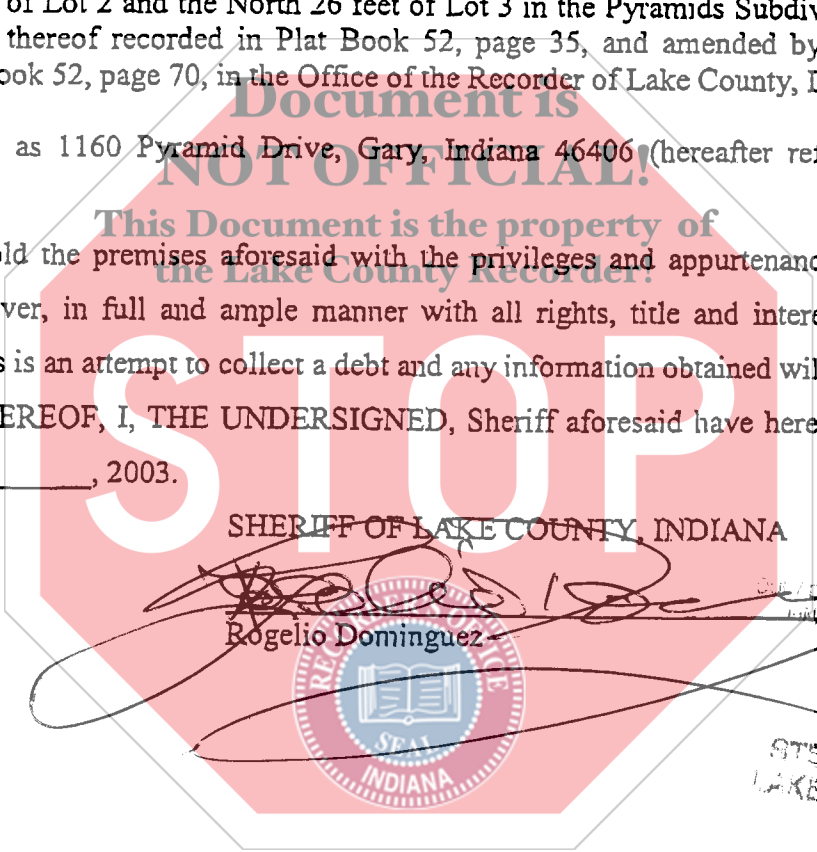 of Lot 2 and the North 26 feet of Lot 3 in the Pyramids Subdiv
thereof recorded in Plat Book 52, page 35, and amended by
ook 52, page 70, in the Office of the Recorder of Lake County, I
Document is
as 1160 Pyramid Drive, Gary, Indiana 46406 (hereafter ref
NOT OFFICIAL!
This Document is the property of
old the premises aforesaid with the privileges and appurtenanc
the Lake County Recorder!
ver, in full and ample manner with all rights, title and intere
s is an attempt to collect a debt and any information obtained wil
STOP
EREOF, I, THE UNDERSIGNED, Sheriff aforesaid have here
, 2003.
SHERIFF OF LAKE COUNTY, INDIANA
Rogelio Dominguez
RECORDER OFFICE
SEAL
INDIANA
STE
LAKE